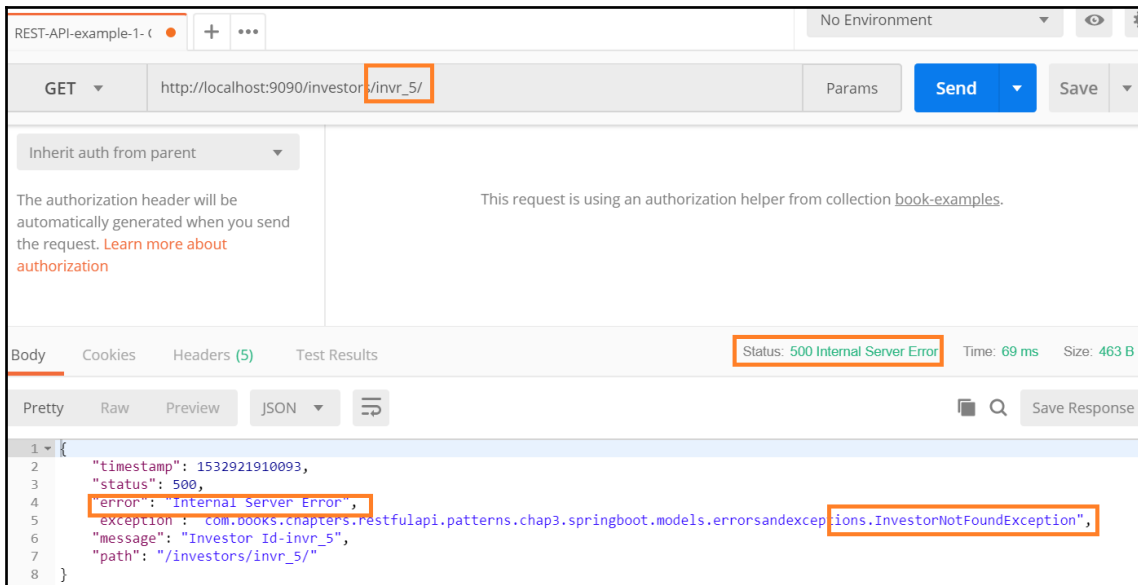 REST-API-example-1- (
+
•••
No Environment
GET
http://localhost:9090/investors/invr_5/
Params
Send
Save
Inherit auth from parent
The authorization header will be
automatically generated when you send
the request. Learn more about
authorization
This request is using an authorization helper from collection book-examples.
Body Cookies Headers (5) Test Results Status: 500 Internal Server Error Time: 69 ms Size: 463 B
Pretty Raw Preview JSON Save Response
1 {
2 "timestamp": 1532921910093,
3 "status": 500,
4 "error": "Internal Server Error",
5 "exception": "com.books.chapters.restfulapi.patterns.chap3.springboot.models.errorsandexceptions.InvestorNotFoundException",
6 "message": "Investor Id-invr_5",
7 "path": "/investors/invr_5/"
8 }